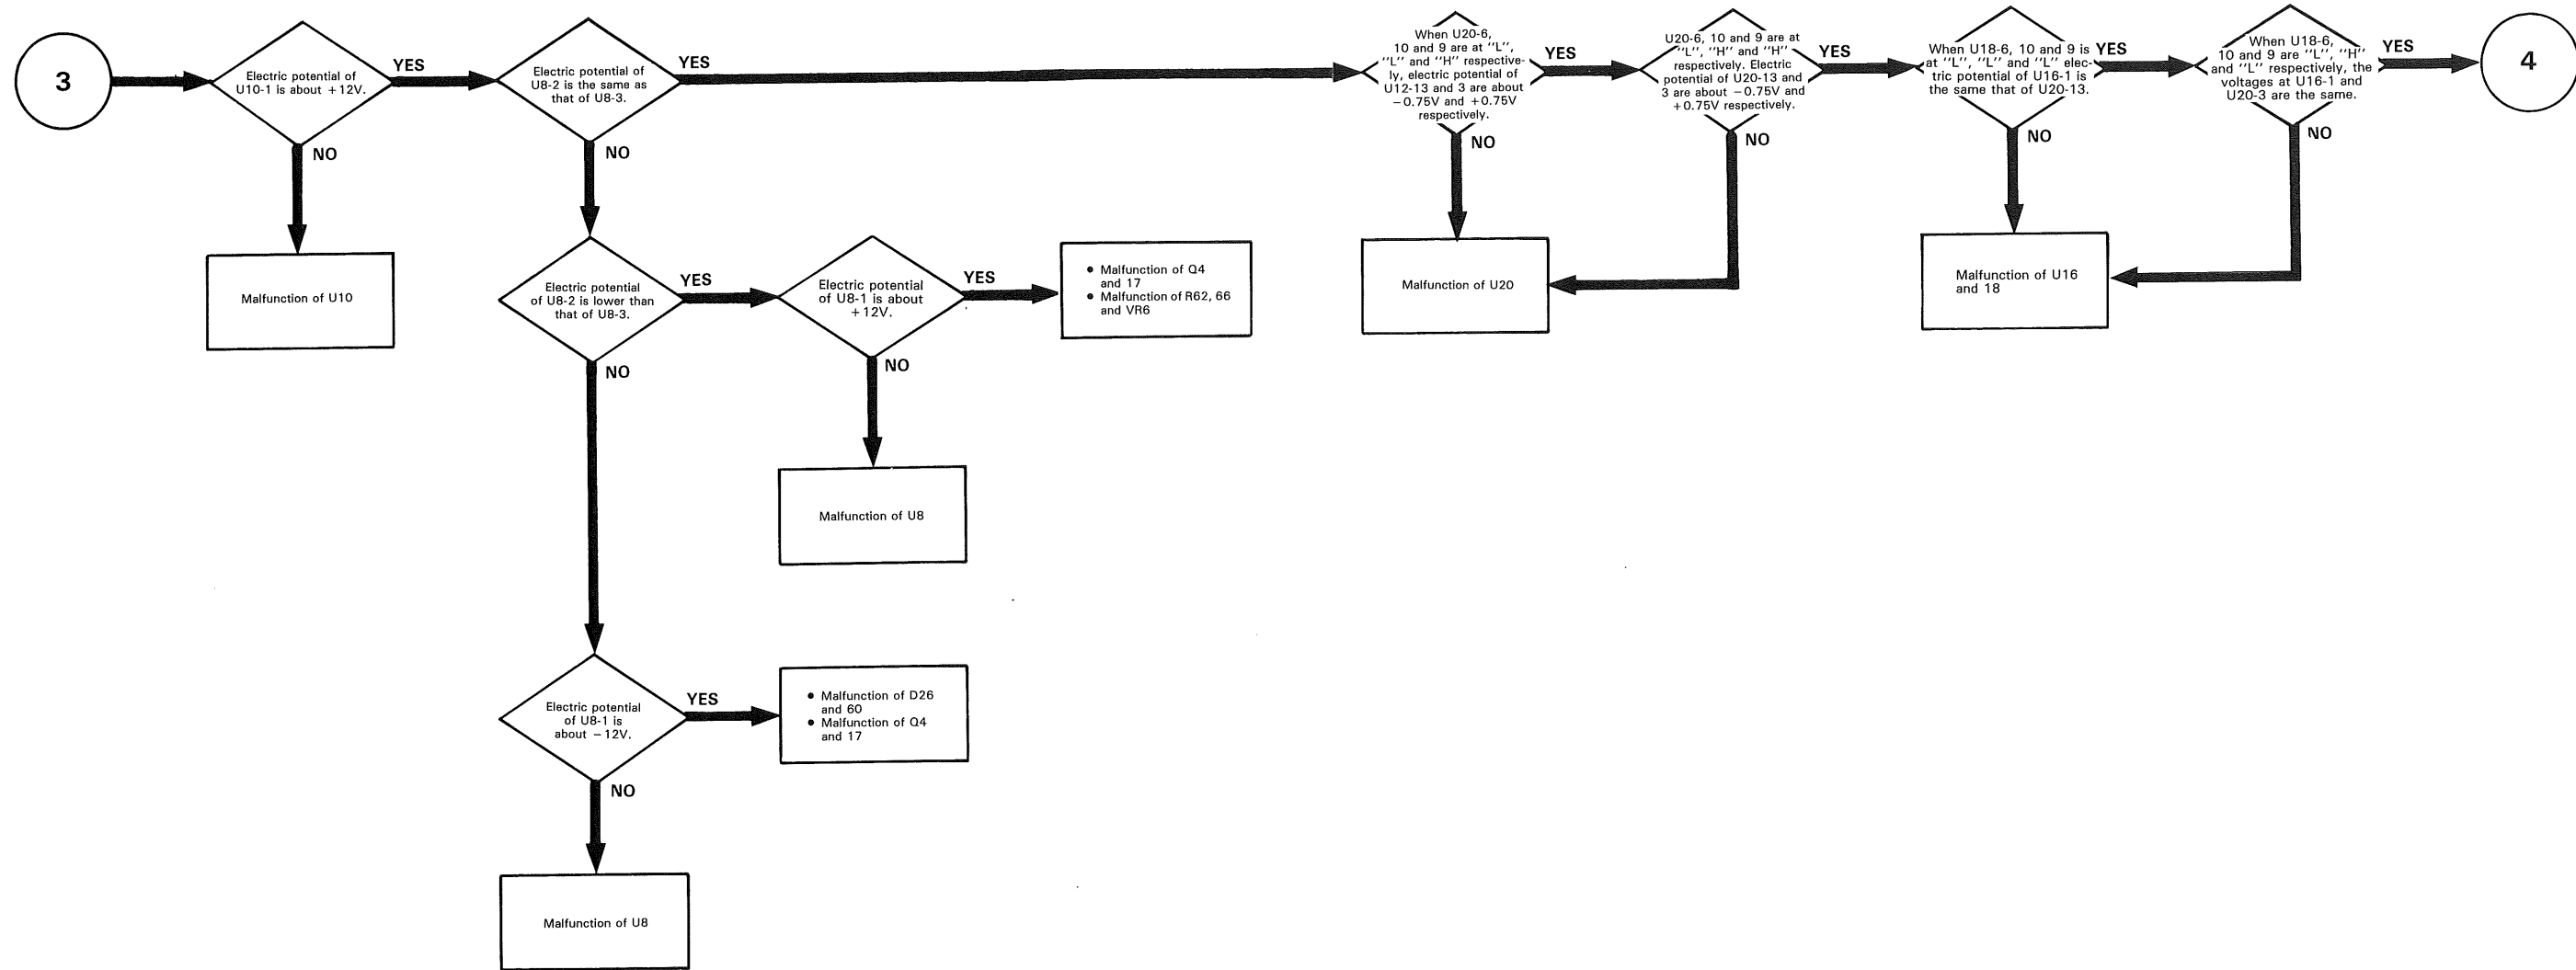 3
Electric potential of
U10-1 is about +12V.
YES
NO
Malfunction of U10
Electric potential of
U8-2 is the same as
that of U8-3.
YES
NO
Electric potential
of U8-2 is lower than
that of U8-3.
YES
NO
Electric potential
of U8-1 is about
+12V.
YES
NO
• Malfunction of Q4
and 17
• Malfunction of R62, 66
and VR6
Malfunction of U8
Electric potential
of U8-1 is
about −12V.
YES
NO
• Malfunction of D26
and 60
• Malfunction of Q4
and 17
Malfunction of U8
When U20-6,
10 and 9 are at "L",
"L" and "H" respective-
ly, electric potential of
U12-13 and 3 are about
−0.75V and +0.75V
respectively.
YES
NO
Malfunction of U20
U20-6, 10 and 9 are at
"L", "H" and "H"
respectively. Electric
potential of U20-13 and
3 are about −0.75V and
+0.75V respectively.
YES
NO
When U18-6, 10 and 9 is
at "L", "L" and "L" elec-
tric potential of U16-1 is
the same that of U20-13.
YES
NO
Malfunction of U16
and 18
When U18-6,
10 and 9 are "L", "H"
and "L" respectively, the
voltages at U16-1 and
U20-3 are the same.
YES
NO
4